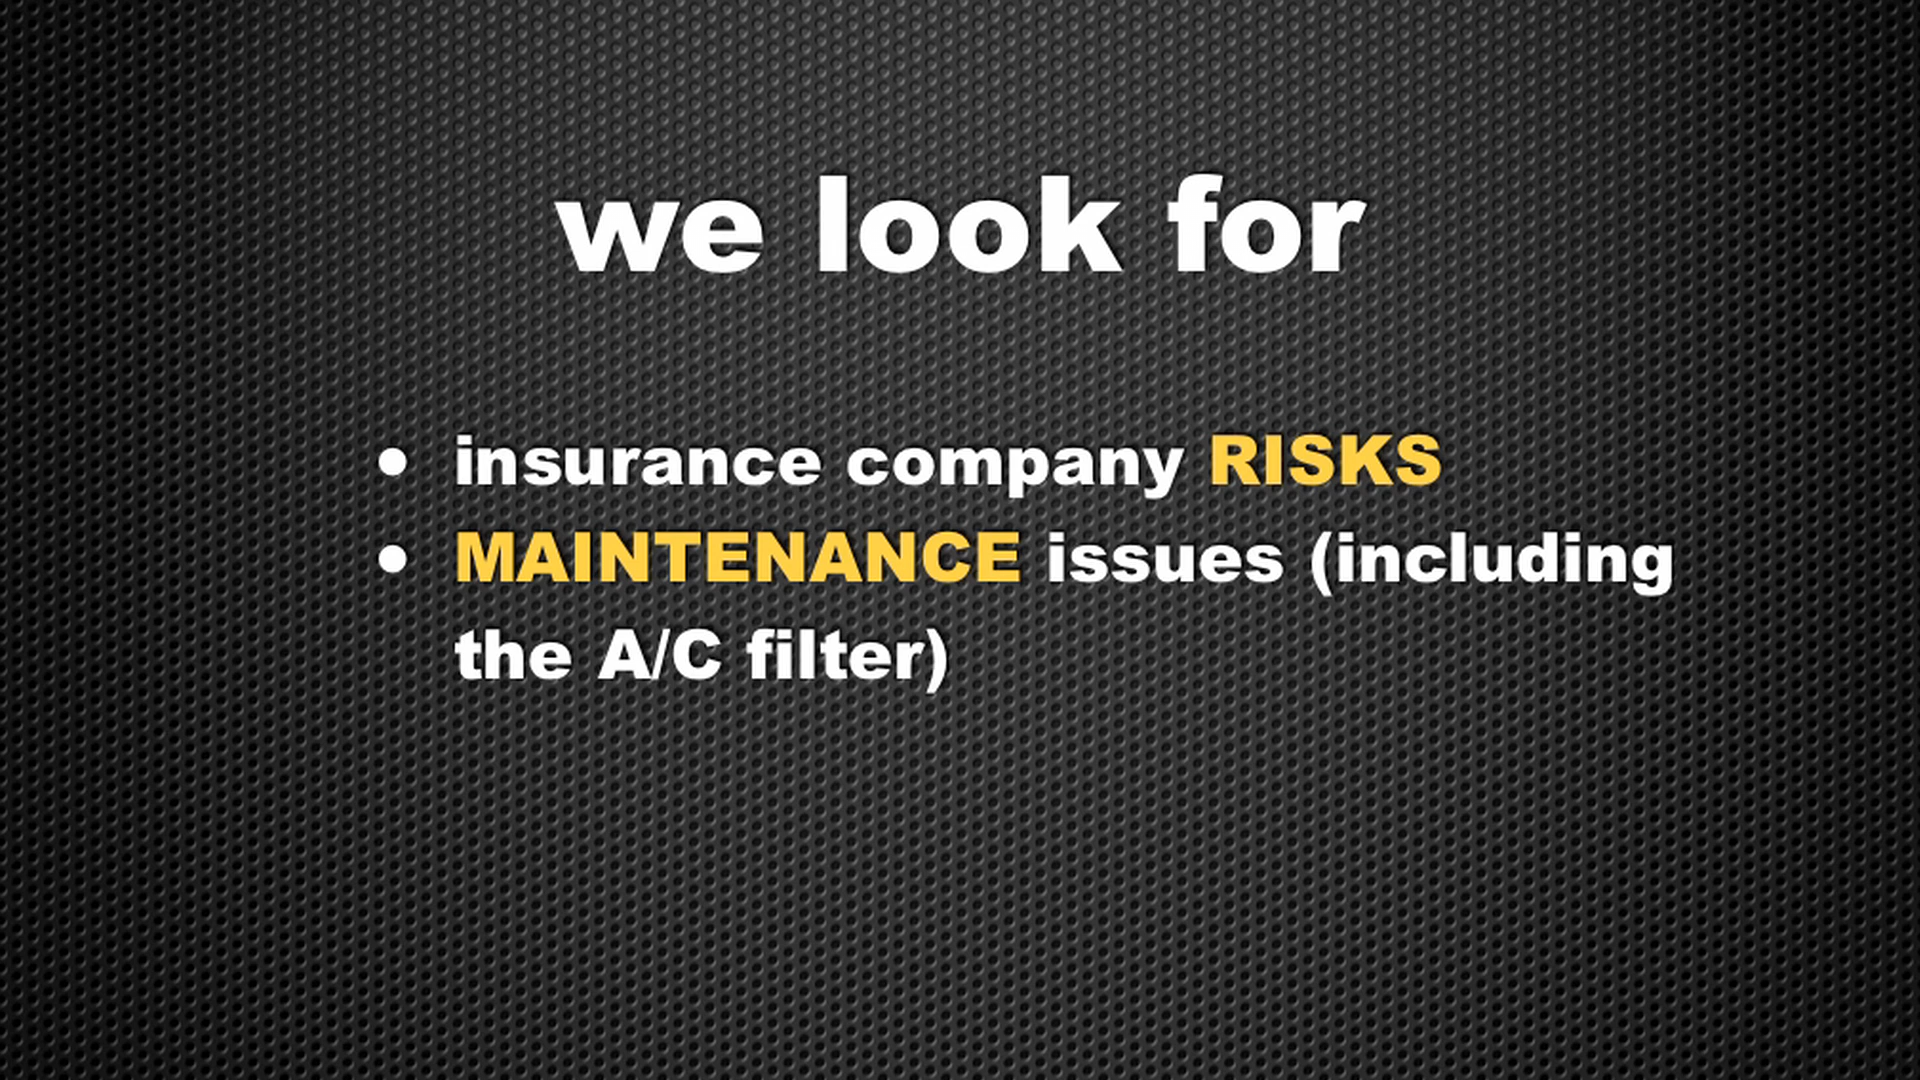 we look for
• insurance company RISKS
• MAINTENANCE issues (including
the A/C filter)